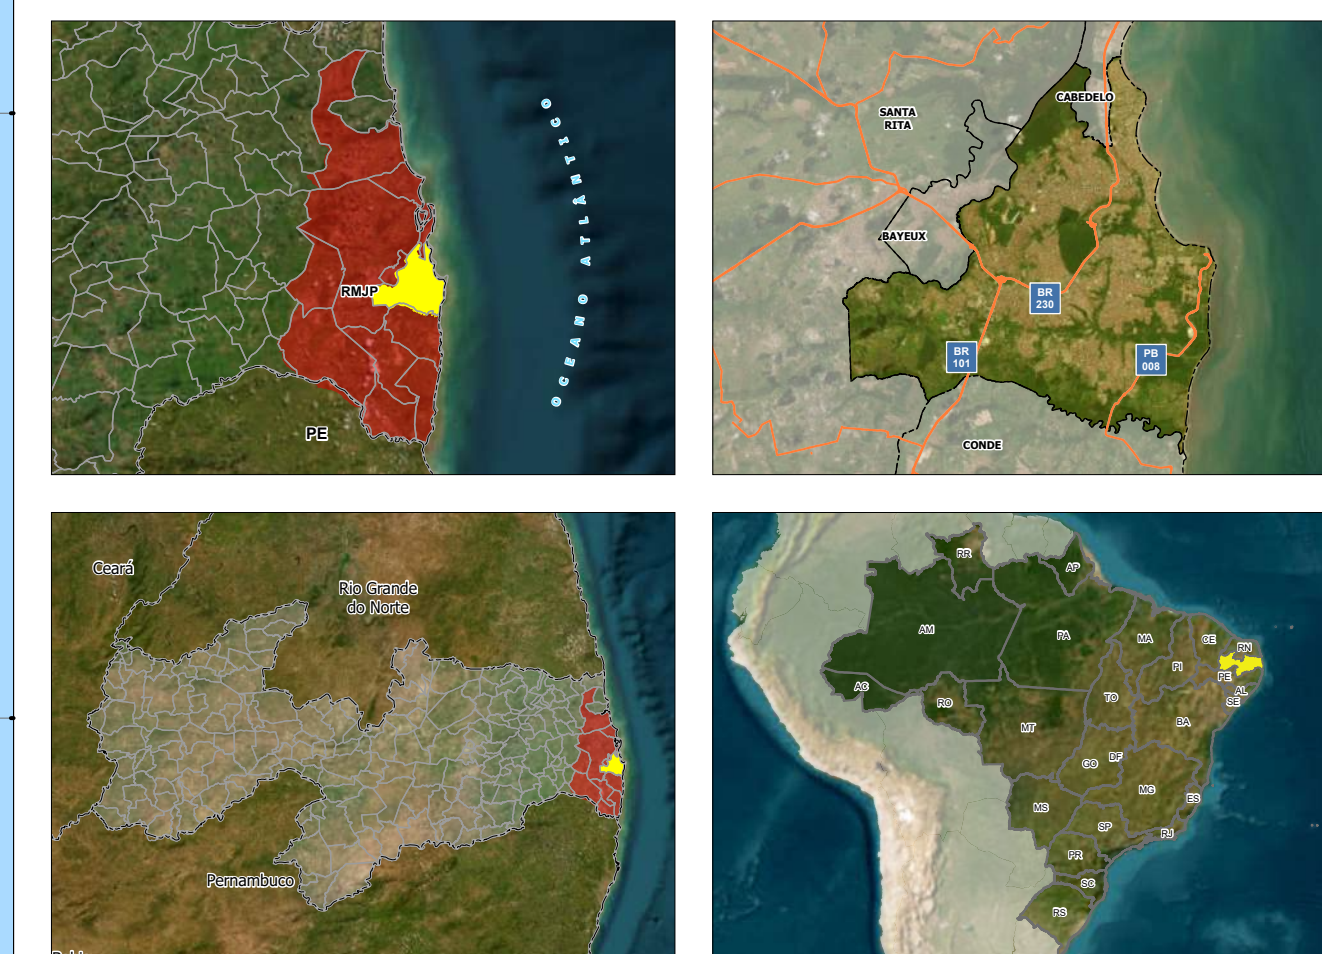 OCEANO ATLÂNTICO
RMJP
PE
CABEDELO
SANTA
RITA
BAYEUX
BR
230
BR
101
PB
008
CONDE
Ceará
Rio Grande
do Norte
Pernambuco
RR
AP
AM
PA
MA
CE
RN
PI
PE
AC
RO
TO
AL
SE
MT
BA
DF
GO
MG
ES
MS
SP
RJ
PR
SC
RS